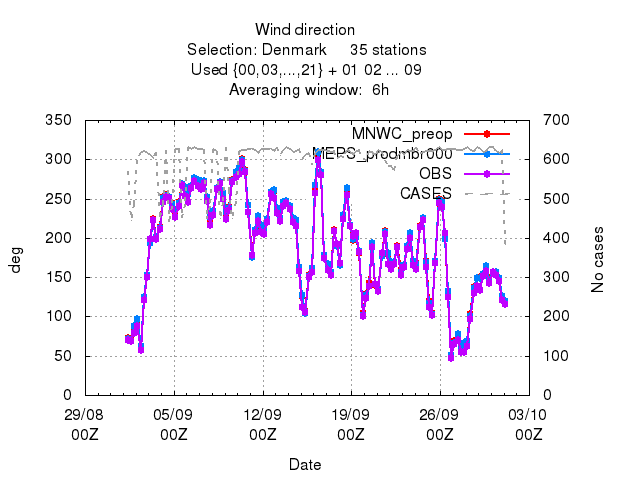 Wind direction
Selection: Denmark 35 stations
Used {00,03,...,21} + 01 02 ... 09
Averaging window: 6h
350
300
250
200
150
100
50
0
deg
700
600
500
400
300
200
100
0
No cases
MNWC_preop
MEPS_prod_mbr000
OBS
CASES
29/08 05/09 12/09 19/09 26/09 03/10
00Z 00Z 00Z 00Z 00Z 00Z
Date